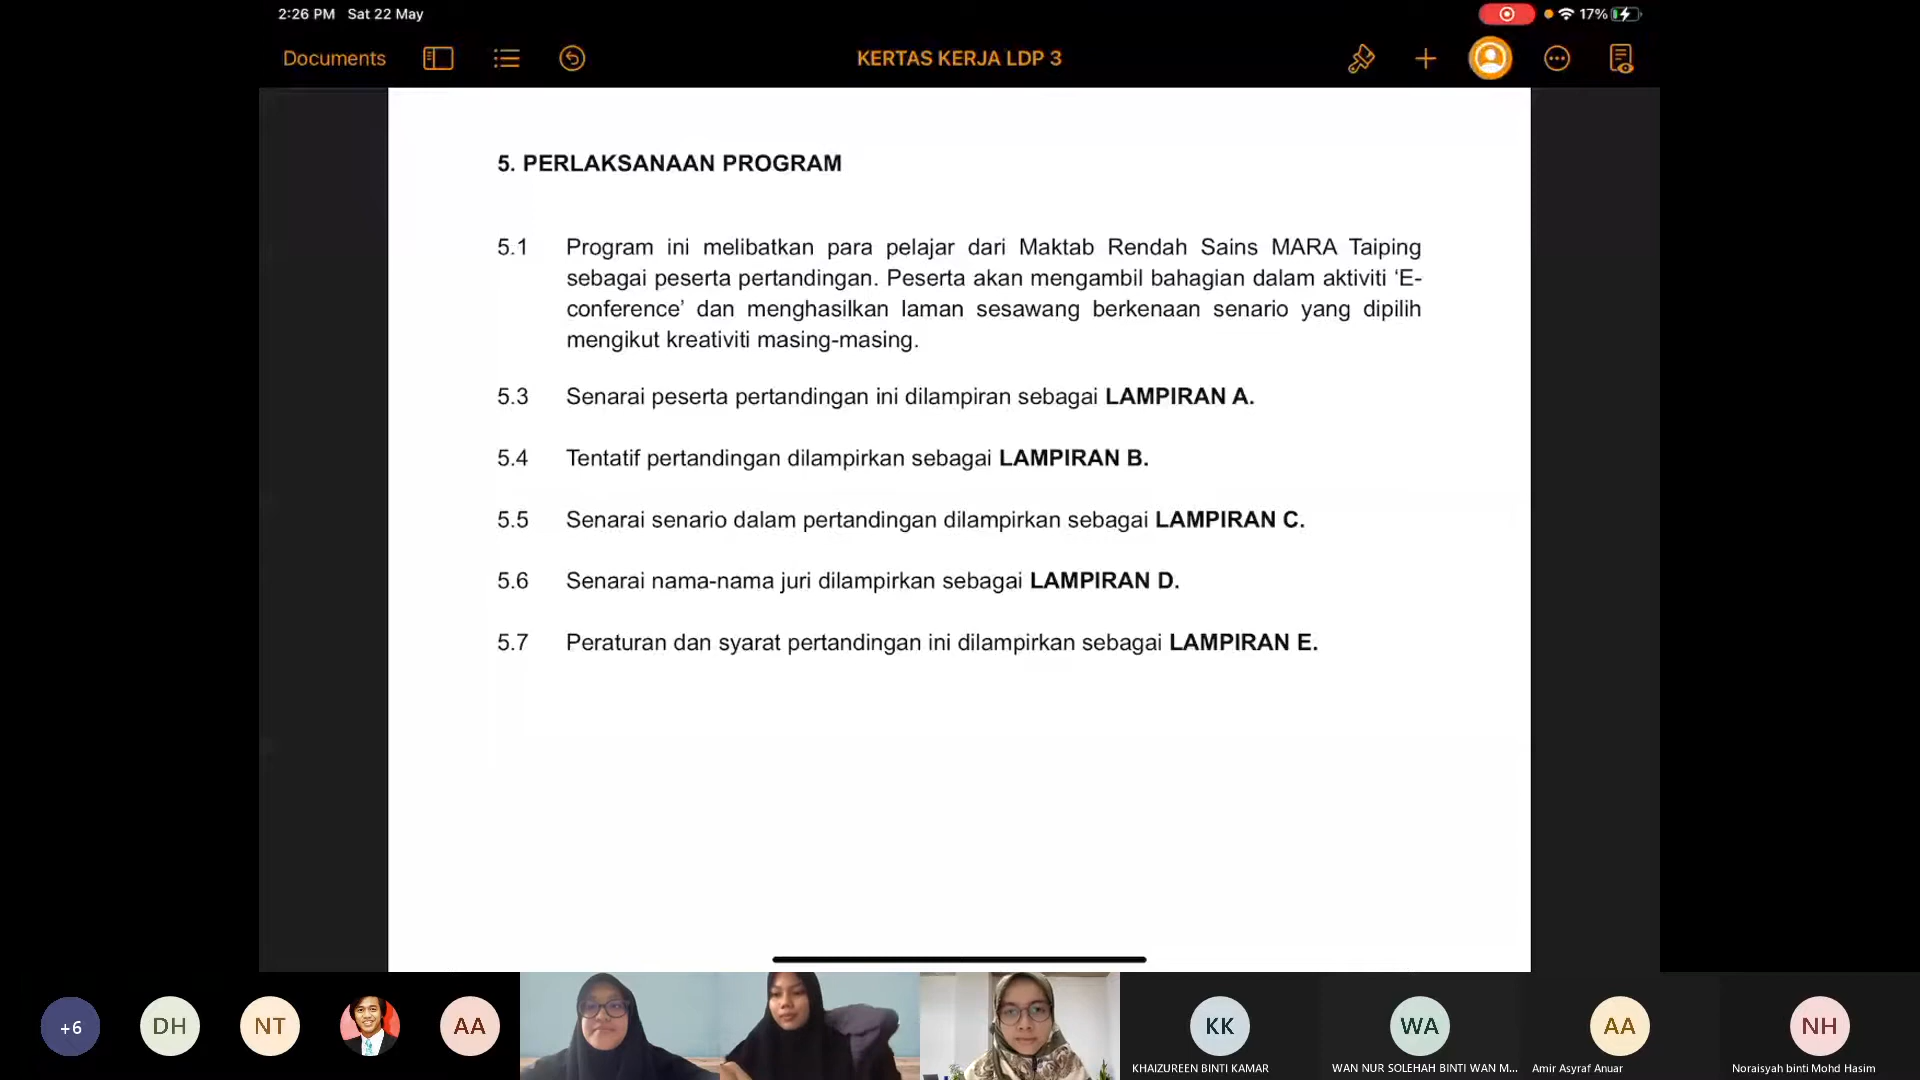 2:26 PM Sat 22 May
17%
Documents
KERTAS KERJA LDP 3
5. PERLAKSANAAN PROGRAM
5.1 Program ini melibatkan para pelajar dari Maktab Rendah Sains MARA Taiping
sebagai peserta pertandingan. Peserta akan mengambil bahagian dalam aktiviti ‘E-
conference’ dan menghasilkan laman sesawang berkenaan senario yang dipilih
mengikut kreativiti masing-masing.
5.3 Senarai peserta pertandingan ini dilampiran sebagai LAMPIRAN A.
5.4 Tentatif pertandingan dilampirkan sebagai LAMPIRAN B.
5.5 Senarai senario dalam pertandingan dilampirkan sebagai LAMPIRAN C.
5.6 Senarai nama-nama juri dilampirkan sebagai LAMPIRAN D.
5.7 Peraturan dan syarat pertandingan ini dilampirkan sebagai LAMPIRAN E.
+6
DH
NT
AA
KK
WA
AA
NH
KHAIZUREEN BINTI KAMAR
WAN NUR SOLEHAH BINTI WAN M...
Amir Asyraf Anuar
Noraisyah binti Mohd Hasim